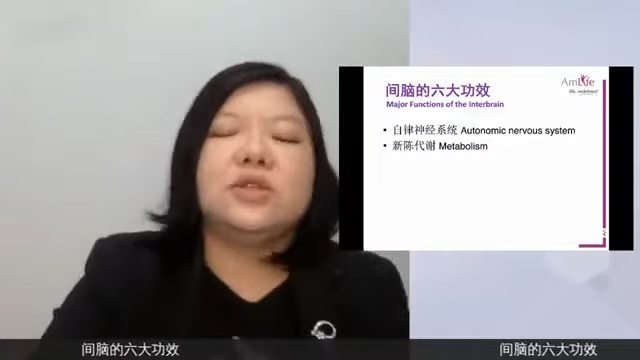 间脑的六大功效
Major Functions of the Interbrain
AmLife
• 自律神经系统 Autonomic nervous system
• 新陈代谢 Metabolism
间脑的六大功效
间脑的六大功效